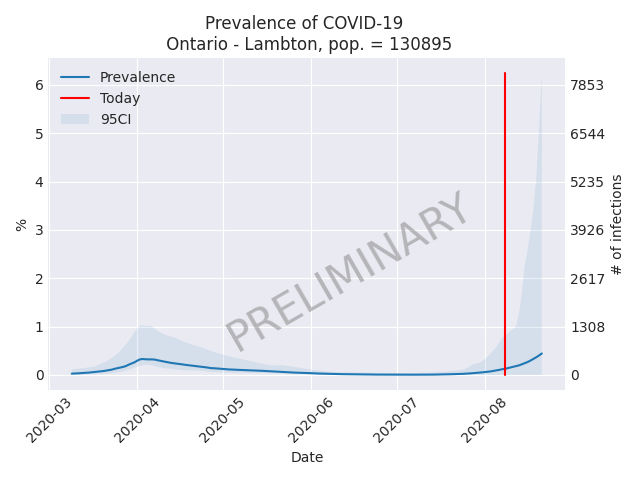 Prevalence of COVID-19
Ontario - Lambton, pop. = 130895
Prevalence
Today
95CI
6
5
4
3
2
1
0
%
7853
6544
5235
3926
2617
1308
0
# of infections
PRELIMINARY
2020-03
2020-04
2020-05
2020-06
2020-07
2020-08
Date